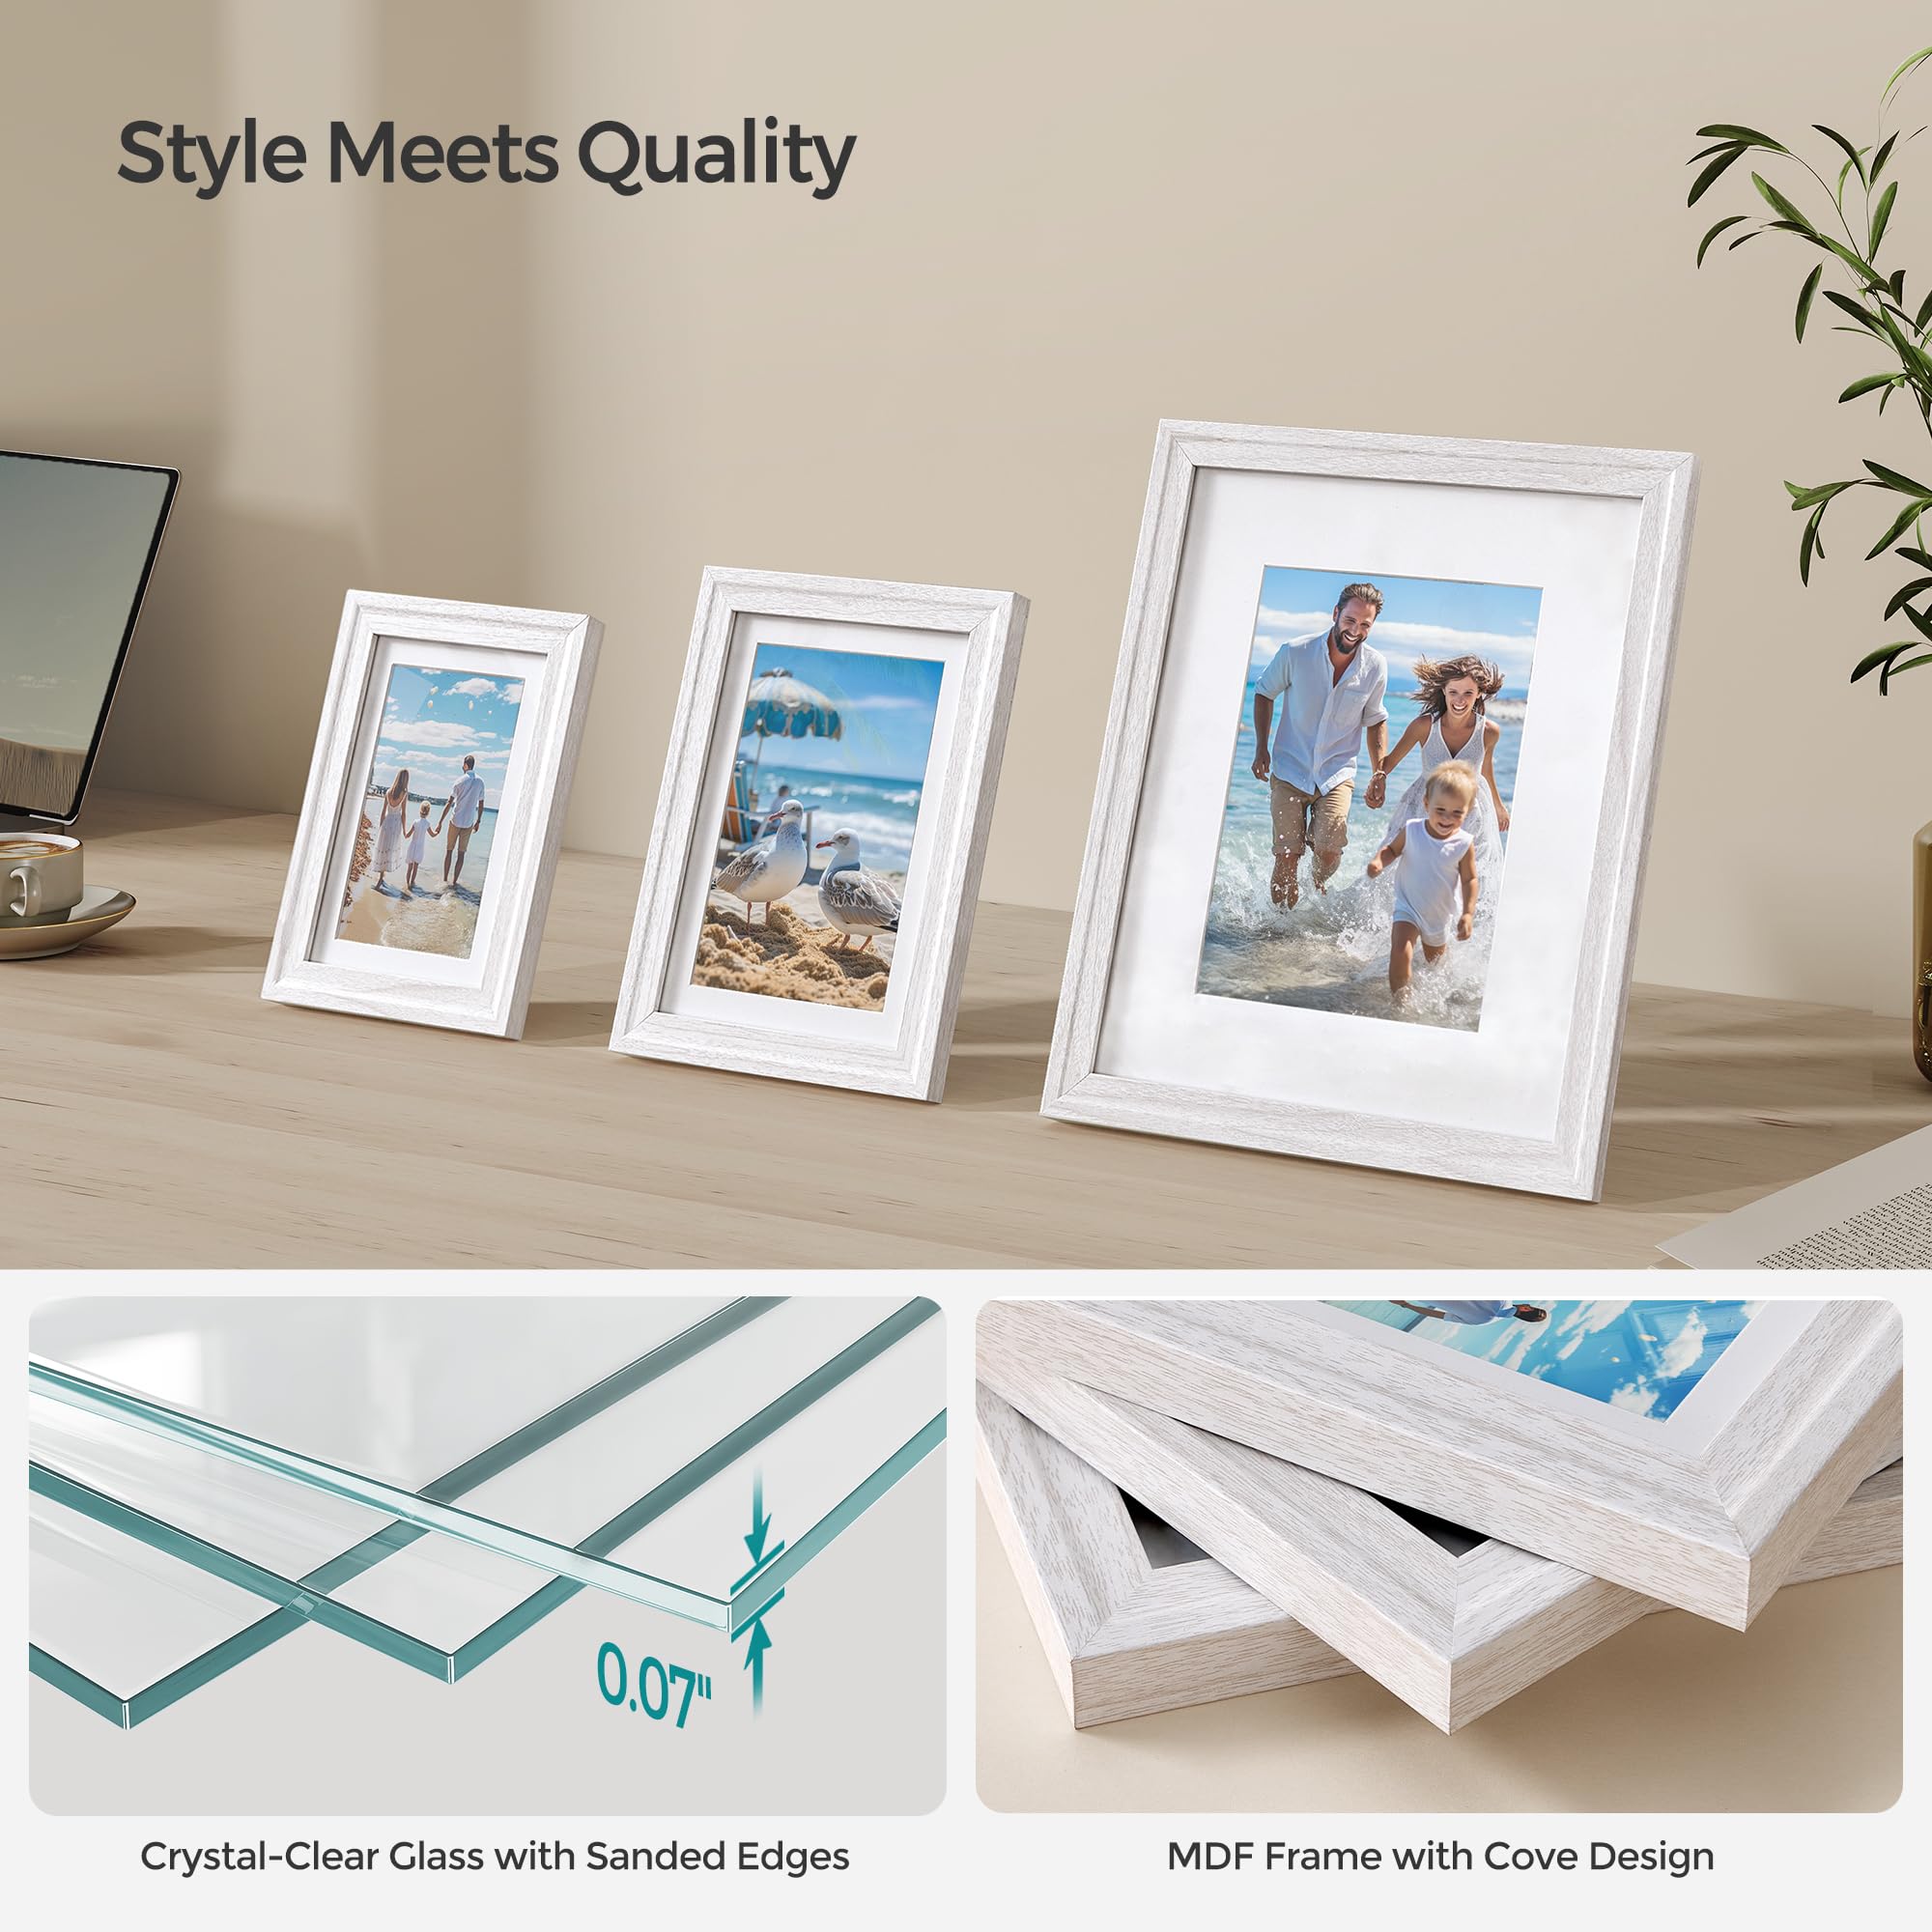 Style Meets Quality
0.07"
Crystal-Clear Glass with Sanded Edges
MDF Frame with Cove Design